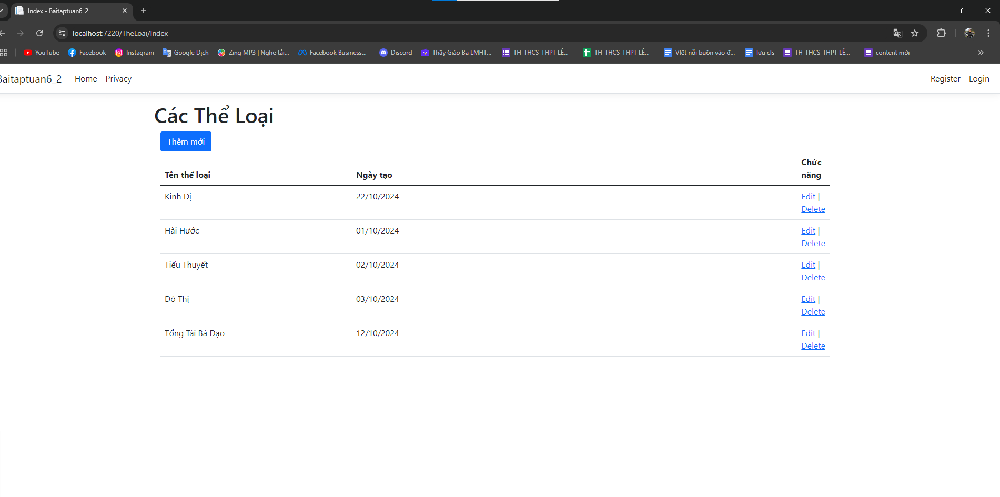 Index - Baitaptuan6_2
localhost:7220/TheLoai/Index
YouTube Facebook Instagram Google Dịch Zing MP3 | Nghe tải... Facebook Business... Discord Thầy Giáo Ba LMHT... TH-THCS-THPT LÊ... TH-THCS-THPT LÊ... VIết nỗi buồn vào đ... lưu cfs TH-THCS-THPT LÊ... content mới
Baitaptuan6_2 Home Privacy Register Login
Các Thể Loại
Thêm mới
Tên thể loại Ngày tạo Chức năng
Kinh Dị 22/10/2024 Edit |
Delete
Hài Hước 01/10/2024 Edit |
Delete
Tiểu Thuyết 02/10/2024 Edit |
Delete
Đô Thị 03/10/2024 Edit |
Delete
Tổng Tài Bá Đạo 12/10/2024 Edit |
Delete